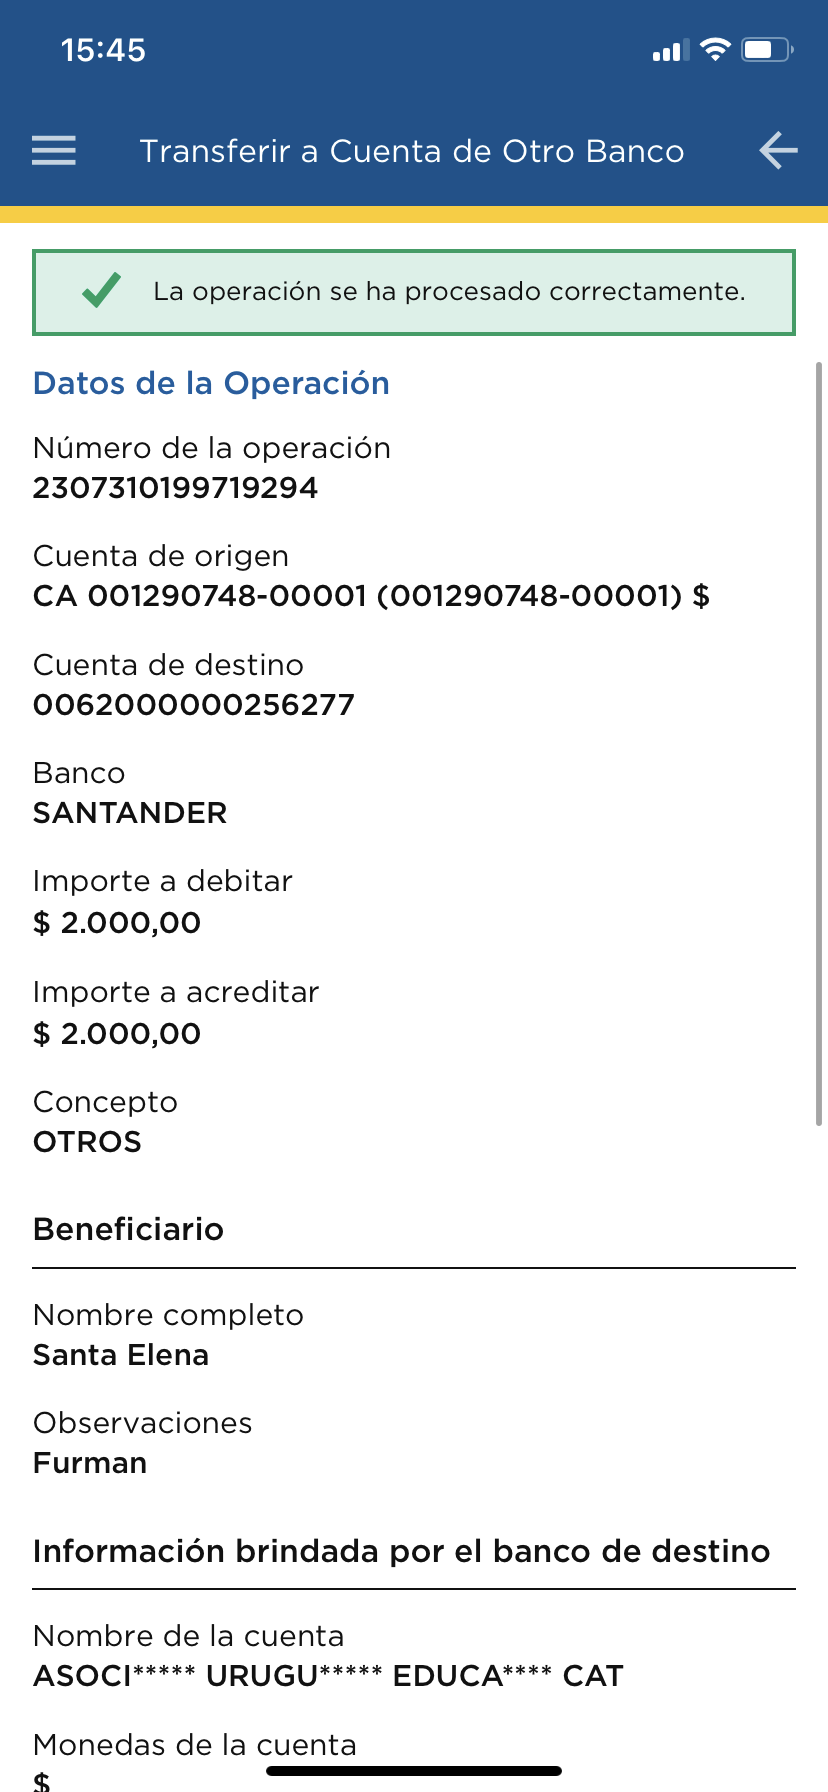 15:45
Transferir a Cuenta de Otro Banco
La operación se ha procesado correctamente.
Datos de la Operación
Número de la operación
2307310199719294
Cuenta de origen
CA 001290748-00001 (001290748-00001) $
Cuenta de destino
0062000000256277
Banco
SANTANDER
Importe a debitar
$ 2.000,00
Importe a acreditar
$ 2.000,00
Concepto
OTROS
Beneficiario
Nombre completo
Santa Elena
Observaciones
Furman
Información brindada por el banco de destino
Nombre de la cuenta
ASOCI***** URUGU***** EDUCA**** CAT
Monedas de la cuenta
$